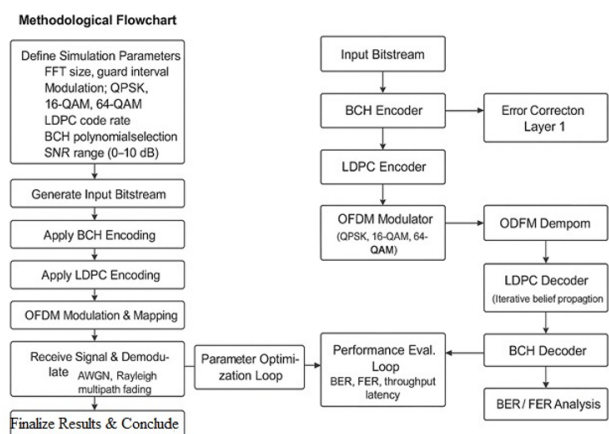 Methodological Flowchart
Define Simulation Parameters
FFT size, guard interval
Modulation; QPSK,
16-QAM, 64-QAM
LDPC code rate
BCH polynomialselection
SNR range (0–10 dB)
Generate Input Bitstream
Apply BCH Encoding
Apply LDPC Encoding
OFDM Modulation & Mapping
Receive Signal & Demodu-
late AWGN, Rayleigh
multipath fading
Finalize Results & Conclude
Parameter Optimi-
zation Loop
Input Bitstream
BCH Encoder
Error Correcton
Layer 1
LDPC Encoder
OFDM Modulator
(QPSK, 16-QAM, 64-
QAM)
ODFM Dempom
LDPC Decoder
(Iterative belief propagtion
Performance Eval.
Loop
BER, FER, throughput
latency
BCH Decoder
BER / FER Analysis